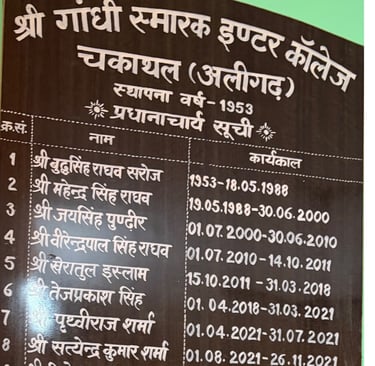 श्री गांधी स्मारक इण्टर कॉलेज
चकाथल (अलीगढ़)
स्थापना वर्ष-1953
प्रधानाचार्य सूची
क्र.सं. नाम कार्यकाल
1 श्री बुद्धसिंह राघव सरोज 1953-18.05.1988
2 श्री महेन्द्र सिंह राघव 19.05.1988-30.06.2000
3 श्री जयसिंह पुण्ढीर 01.07.2000-30.06.2010
4 श्री वीरेन्द्रपाल सिंह राघव 01.07.2010-14.10.2011
5 श्री खैरातुल इस्लाम 15.10.2011-31.03.2018
6 श्री तेजप्रकाश सिंह 01.04.2018-31.03.2021
7 श्री पृथ्वीराज शर्मा 01.04.2021-31.07.2021
8 श्री सत्येन्द्र कुमार शर्मा 01.08.2021-26.11.2021